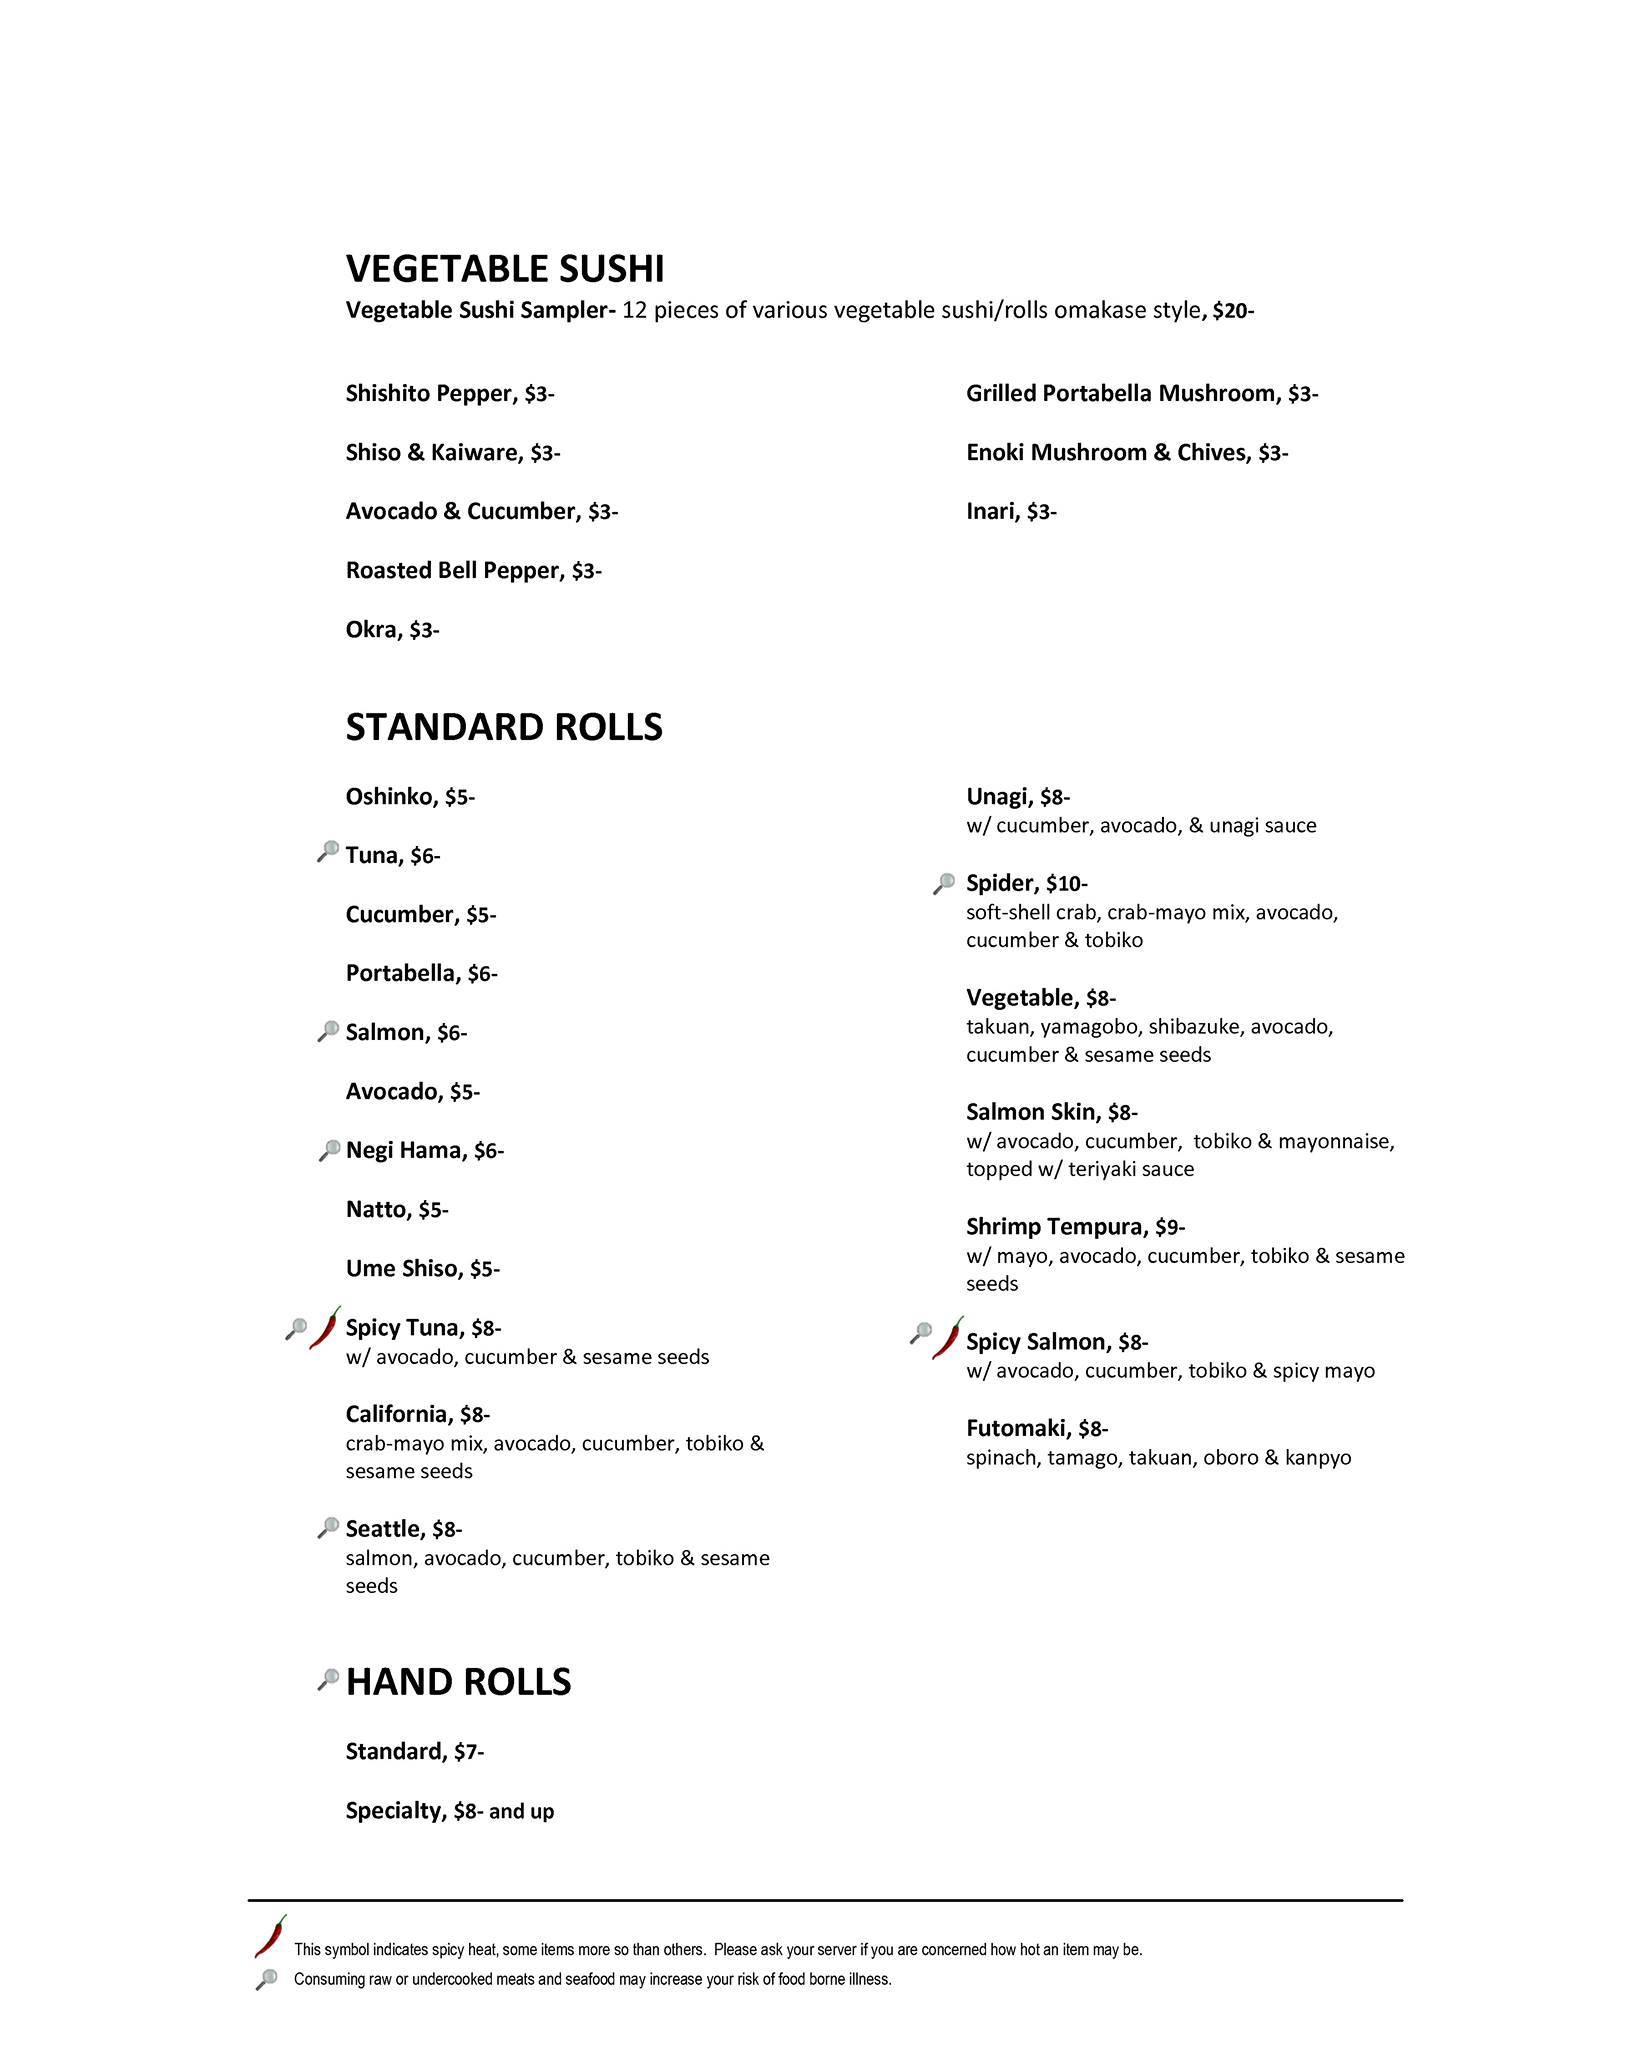 VEGETABLE SUSHI
Vegetable Sushi Sampler- 12 pieces of various vegetable sushi/rolls omakase style, $20-
Shishito Pepper, $3-
Shiso & Kaiware, $3-
Avocado & Cucumber, $3-
Roasted Bell Pepper, $3-
Okra, $3-
Grilled Portabella Mushroom, $3-
Enoki Mushroom & Chives, $3-
Inari, $3-
STANDARD ROLLS
Oshinko, $5-
Tuna, $6-
Cucumber, $5-
Portabella, $6-
Salmon, $6-
Avocado, $5-
Negi Hama, $6-
Natto, $5-
Ume Shiso, $5-
Spicy Tuna, $8-
w/ avocado, cucumber & sesame seeds
California, $8-
crab-mayo mix, avocado, cucumber, tobiko &
sesame seeds
Seattle, $8-
salmon, avocado, cucumber, tobiko & sesame
seeds
Unagi, $8-
w/ cucumber, avocado, & unagi sauce
Spider, $10-
soft-shell crab, crab-mayo mix, avocado,
cucumber & tobiko
Vegetable, $8-
takuan, yamagobo, shibazuke, avocado,
cucumber & sesame seeds
Salmon Skin, $8-
w/ avocado, cucumber,  tobiko & mayonnaise,
topped w/ teriyaki sauce
Shrimp Tempura, $9-
w/ mayo, avocado, cucumber, tobiko & sesame
seeds
Spicy Salmon, $8-
w/ avocado, cucumber, tobiko & spicy mayo
Futomaki, $8-
spinach, tamago, takuan, oboro & kanpyo
HAND ROLLS
Standard, $7-
Specialty, $8- and up
This symbol indicates spicy heat, some items more so than others.  Please ask your server if you are concerned how hot an item may be.
Consuming raw or undercooked meats and seafood may increase your risk of food borne illness.